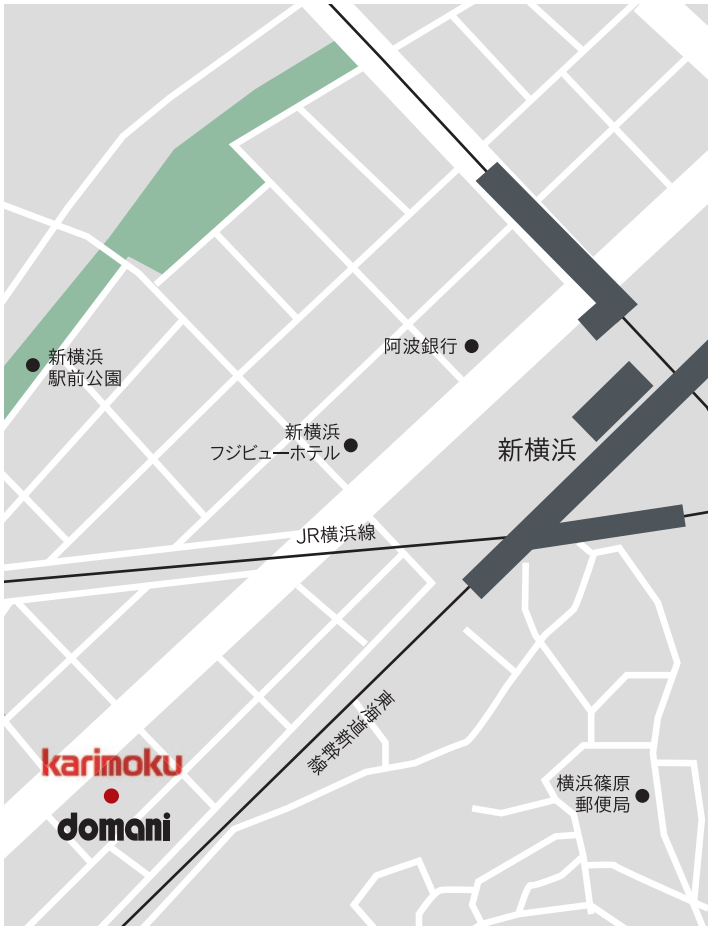 阿波銀行
新横浜
駅前公園
新横浜
フジビューホテル
新横浜
JR横浜線
東海道新幹線
karimoku
domani
横浜篠原
郵便局